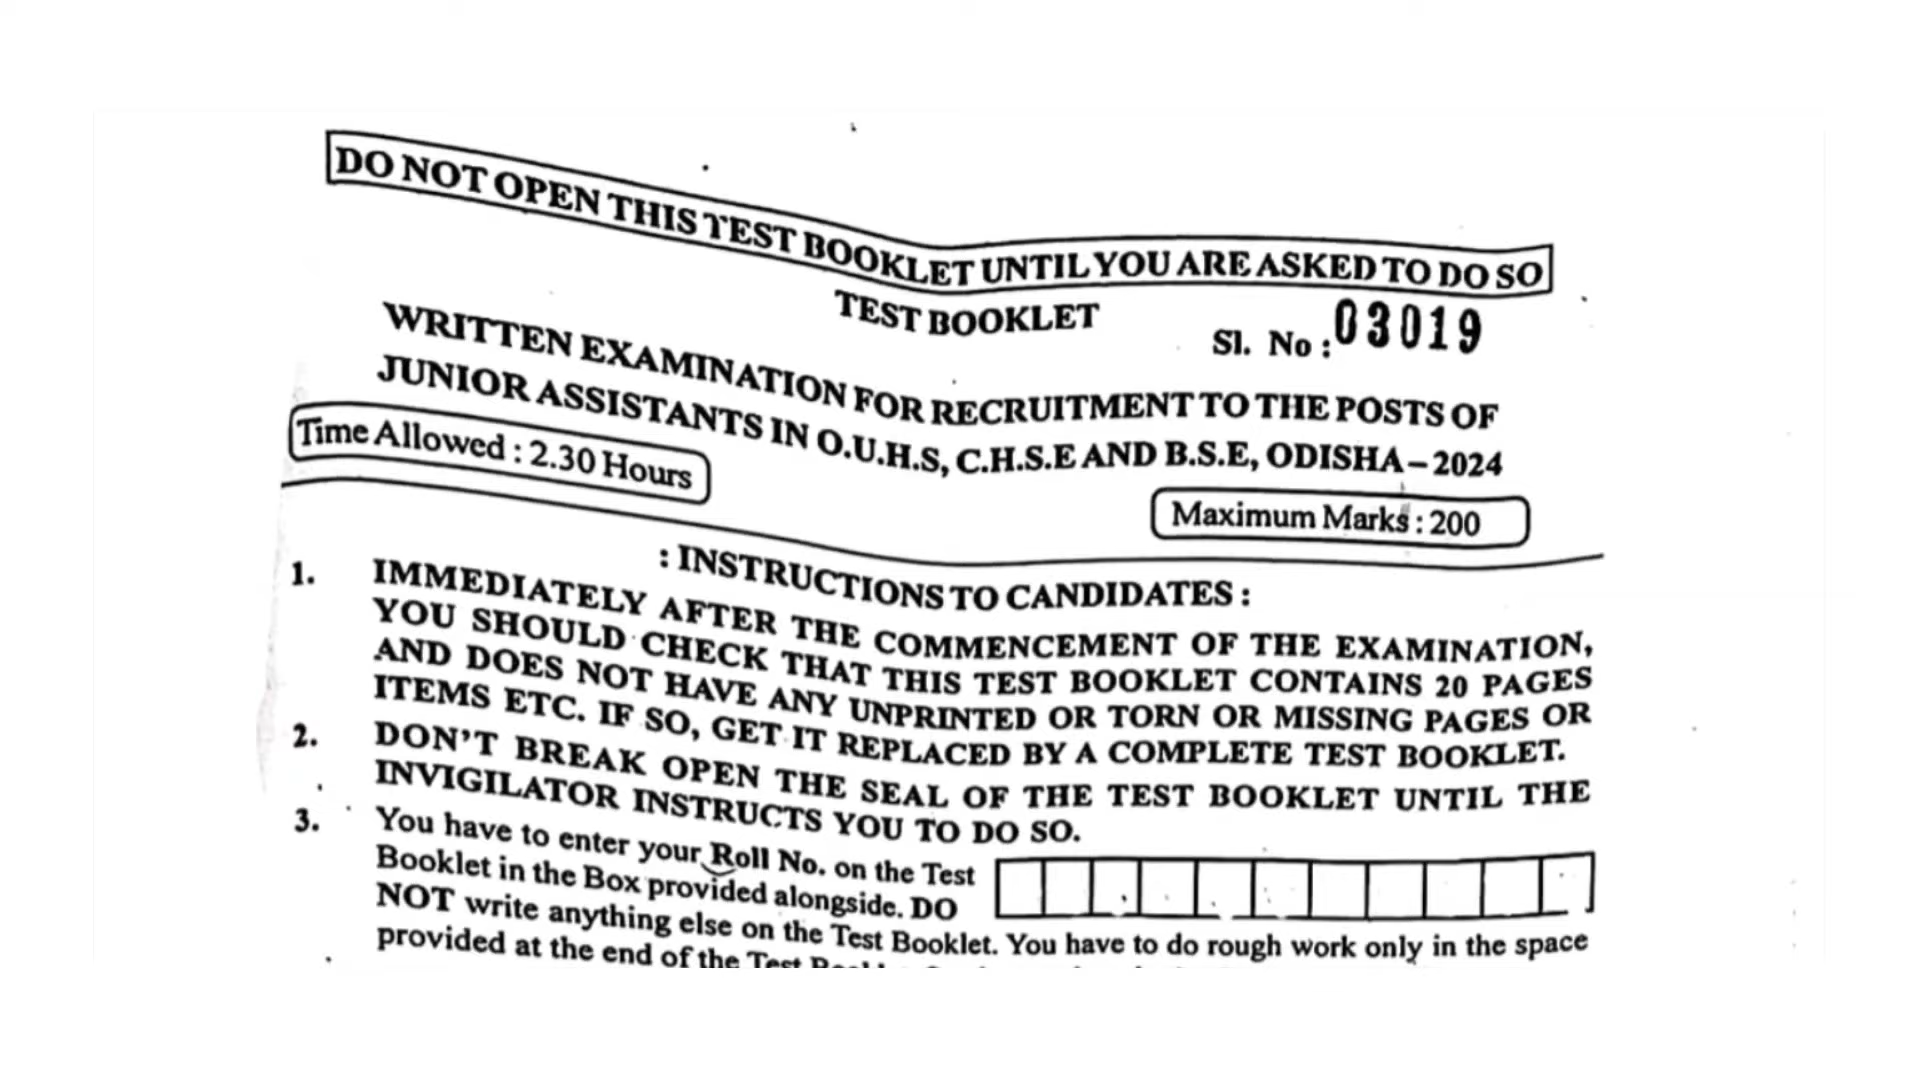 DO NOT OPEN THIS TEST BOOKLET UNTIL YOU ARE ASKED TO DO SO
TEST BOOKLET
Sl. No : 03019
WRITTEN EXAMINATION FOR RECRUITMENT TO THE POSTS OF
JUNIOR ASSISTANTS IN O.U.H.S, C.H.S.E AND B.S.E, ODISHA – 2024
Time Allowed : 2.30 Hours
Maximum Marks : 200
: INSTRUCTIONS TO CANDIDATES :
1. IMMEDIATELY AFTER THE COMMENCEMENT OF THE EXAMINATION,
YOU SHOULD CHECK THAT THIS TEST BOOKLET CONTAINS 20 PAGES
AND DOES NOT HAVE ANY UNPRINTED OR TORN OR MISSING PAGES OR
ITEMS ETC. IF SO, GET IT REPLACED BY A COMPLETE TEST BOOKLET.
2. DON'T BREAK OPEN THE SEAL OF THE TEST BOOKLET UNTIL THE
INVIGILATOR INSTRUCTS YOU TO DO SO.
3. You have to enter your Roll No. on the Test
Booklet in the Box provided alongside. DO
NOT write anything else on the Test Booklet. You have to do rough work only in the space
provided at the end of the Test